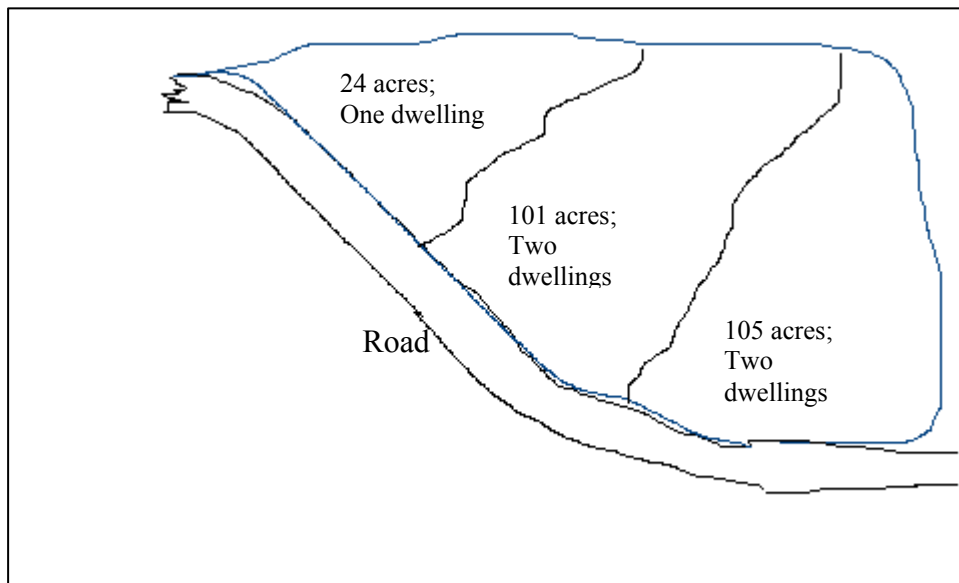 24 acres;
One dwelling
101 acres;
Two
dwellings
Road
105 acres;
Two
dwellings